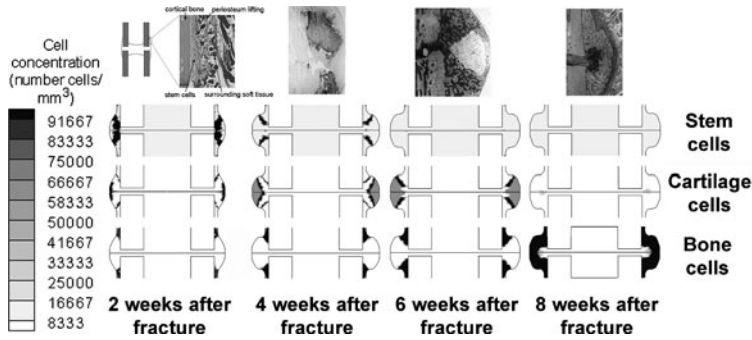 cortical bone
periosteum lifting
stem cells
surrounding soft tissue
Cell
concentration
(number cells/
mm3)
91667
83333
75000
66667
58333
50000
41667
33333
25000
16667
8333
Stem
cells
Cartilage
cells
Bone
cells
2 weeks after
fracture
4 weeks after
fracture
6 weeks after
fracture
8 weeks after
fracture